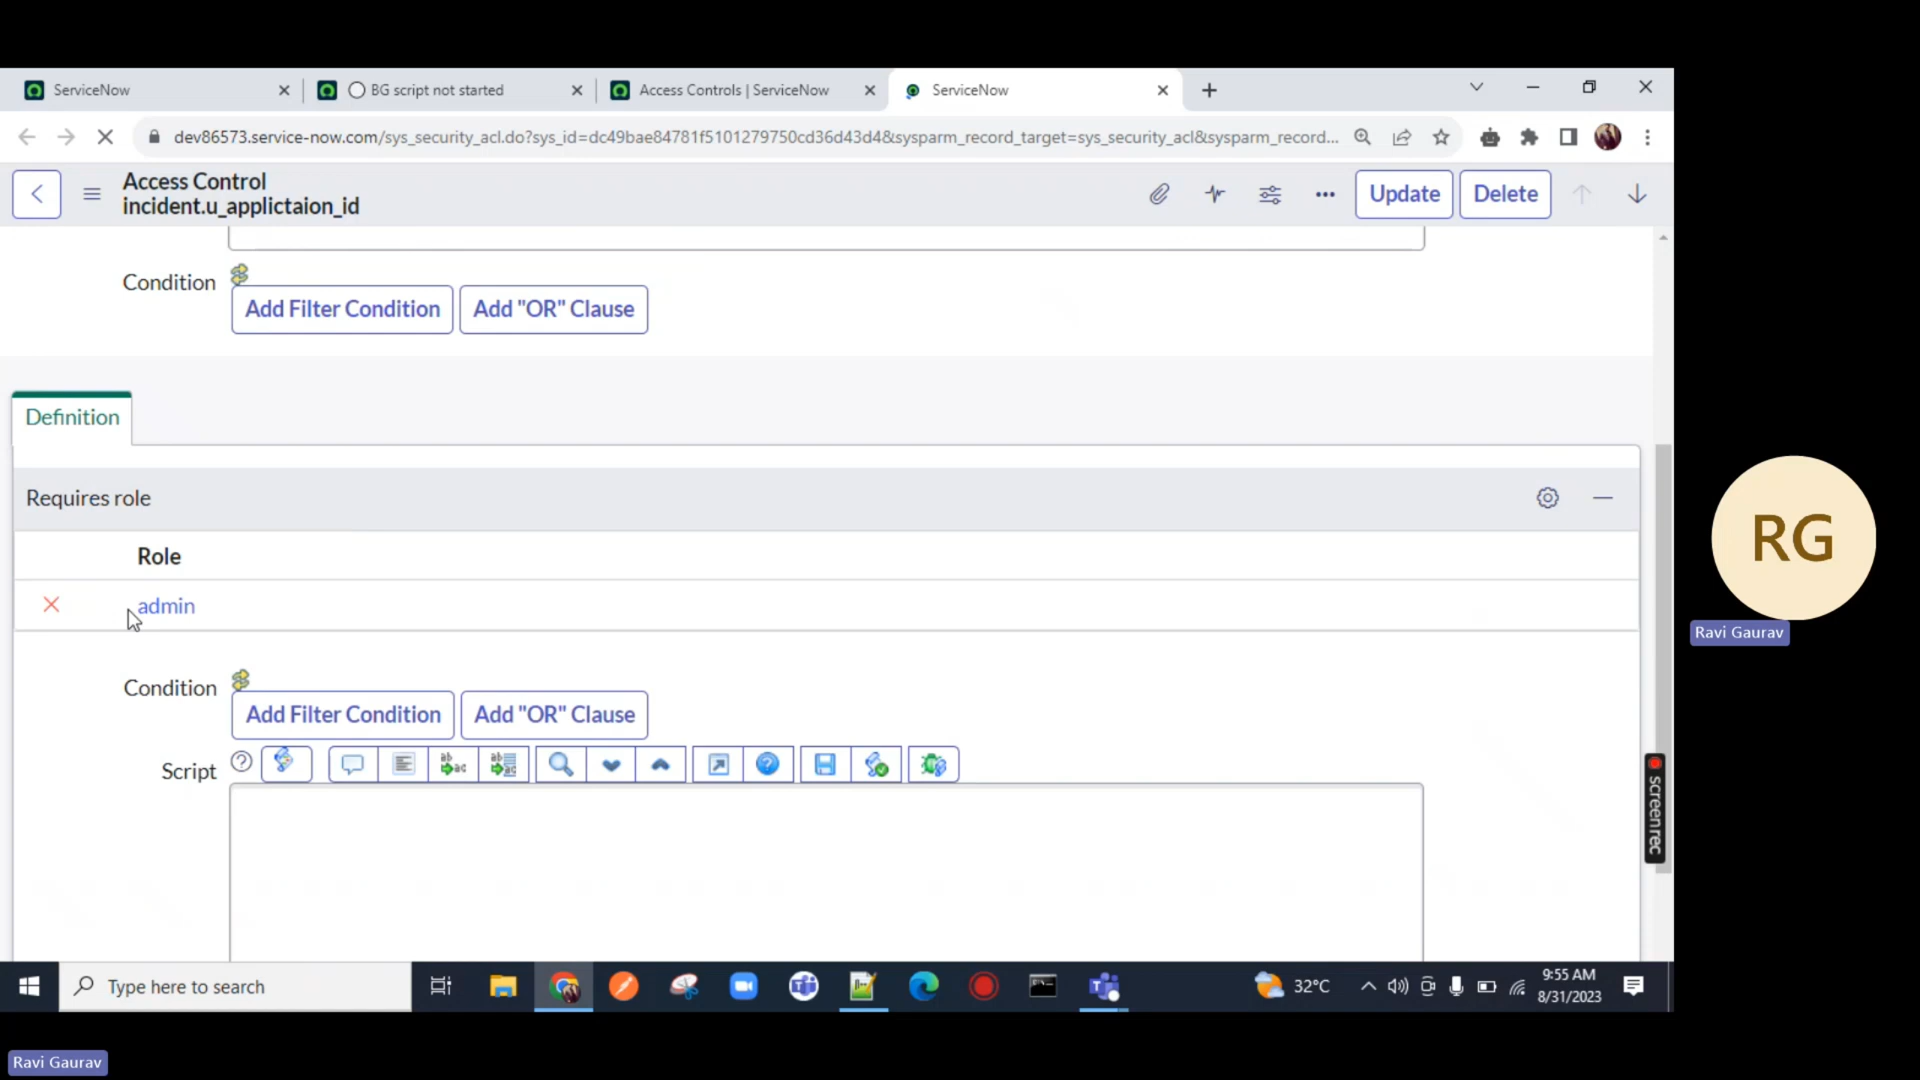 ServiceNow
BG script not started
Access Controls | ServiceNow
ServiceNow
dev86573.service-now.com/sys_security_acl.do?sys_id=dc49bae84781f5101279750cd36d43d4&sysparm_record_target=sys_security_acl&sysparm_record...
Access Control
incident.u_applictaion_id
Update
Delete
Condition
Add Filter Condition
Add "OR" Clause
Definition
Requires role
Role
admin
Condition
Add Filter Condition
Add "OR" Clause
Script
screenrec
RG
Ravi Gaurav
Type here to search
32°C
9:55 AM
8/31/2023
Ravi Gaurav